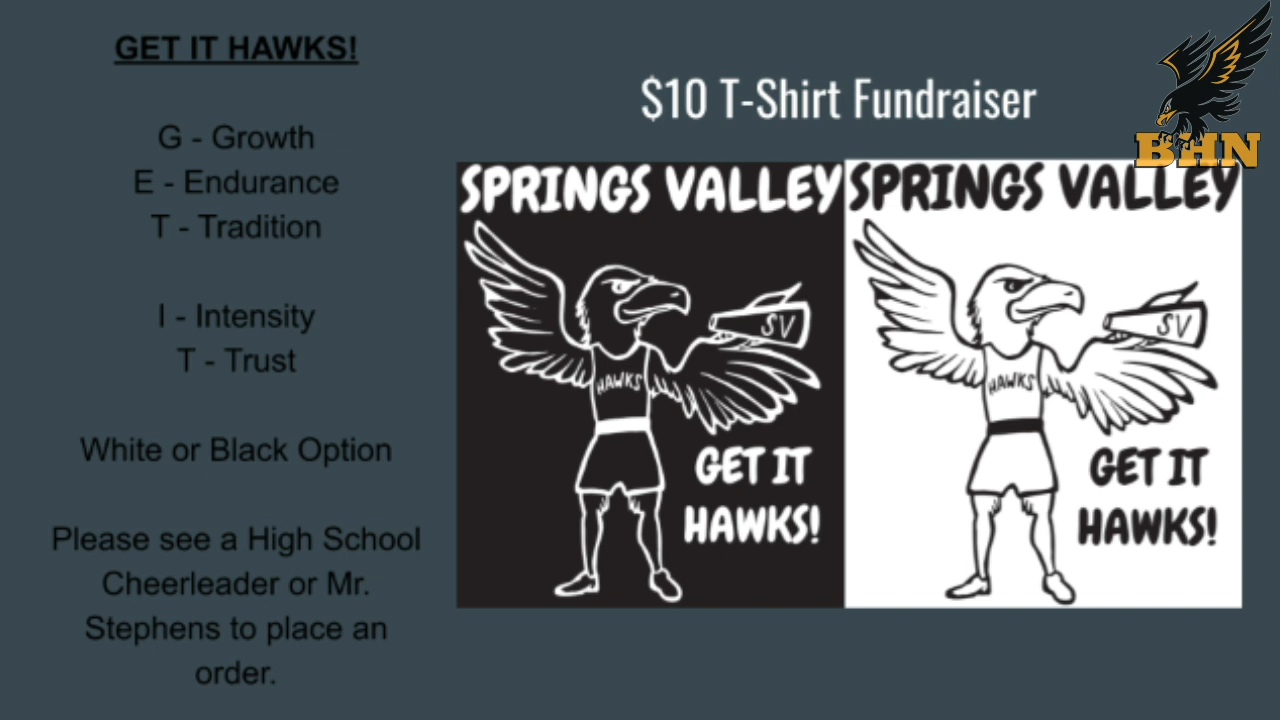 GET IT HAWKS!
G - Growth
E - Endurance
T - Tradition
I - Intensity
T - Trust
White or Black Option
Please see a High School
Cheerleader or Mr.
Stephens to place an
order.
$10 T-Shirt Fundraiser
BHN
SPRINGS VALLEY
SV
HAWKS
GET IT
HAWKS!
SPRINGS VALLEY
SV
HAWKS
GET IT
HAWKS!